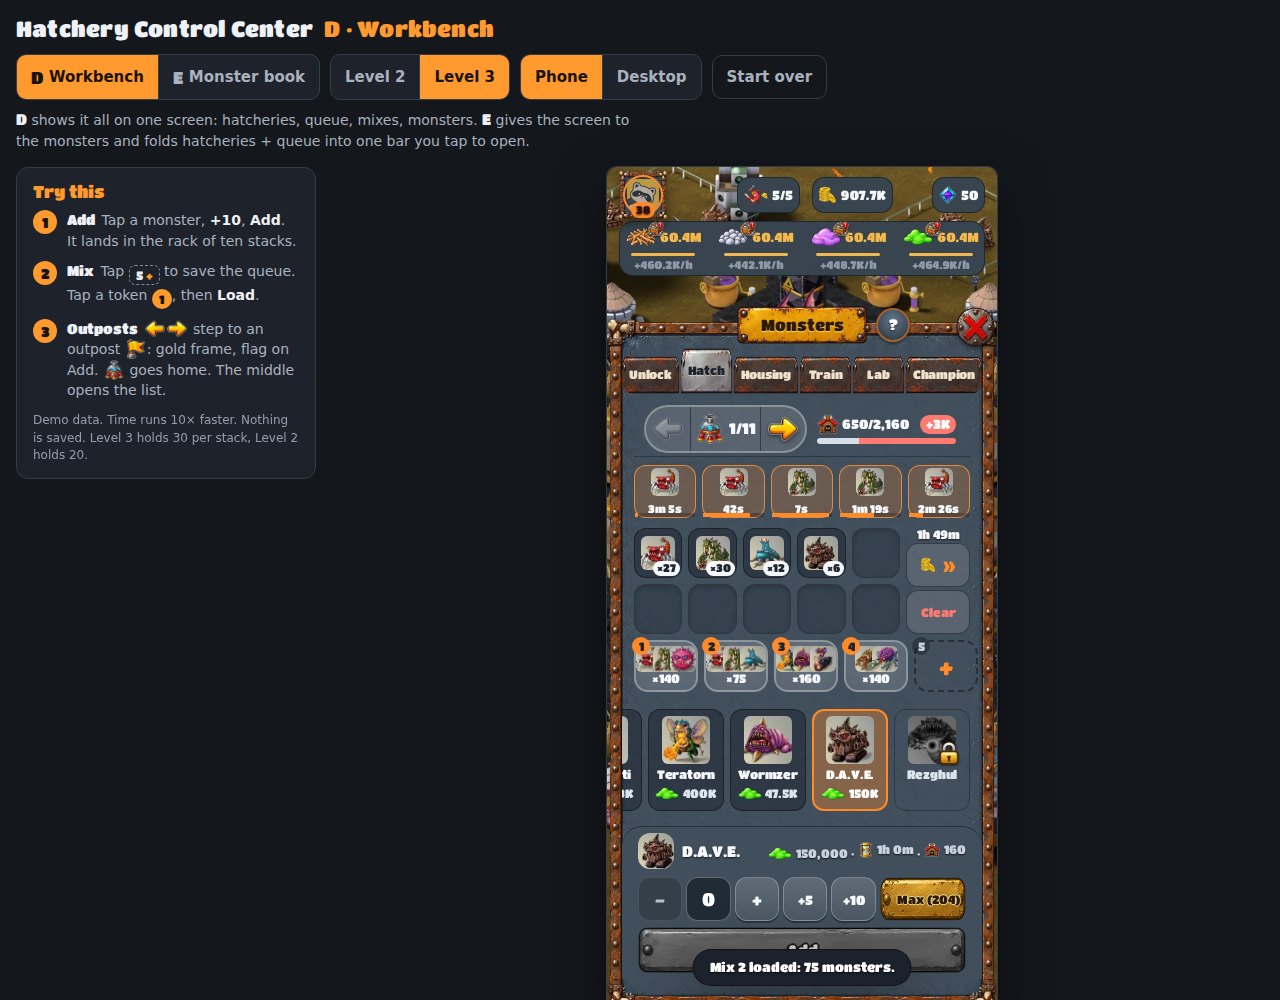 Hatchery Control Center D · Workbench
D Workbench E Monster book Level 2 Level 3 Phone Desktop Start over
D shows it all on one screen: hatcheries, queue, mixes, monsters. E gives the screen to
the monsters and folds hatcheries + queue into one bar you tap to open.
Try this
1 Add Tap a monster, +10, Add.
It lands in the rack of ten stacks.
2 Mix Tap 5+ to save the queue.
Tap a token 1, then Load.
3 Outposts step to an
outpost : gold frame, flag on
Add. goes home. The middle
opens the list.
Demo data. Time runs 10× faster. Nothing
is saved. Level 3 holds 30 per stack, Level 2
holds 20.
30 5/5 907.7K 50
60.4M 60.4M 60.4M 60.4M
+460.2K/h +442.1K/h +448.7K/h +464.9K/h
Monsters ?
Unlock Hatch Housing Train Lab Champion
1/11 650/2,160 +3K
3m 5s 42s 7s 1m 19s 2m 26s
1h 49m
×27 ×30 ×12 ×6 »
Clear
1 2 3 4 5
×140 ×75 ×160 ×140 +
ti Teratorn Wormzer D.A.V.E. Rezghul
K 400K 47.5K 150K
D.A.V.E. 150,000 · 1h 0m · 160
− 0 + +5 +10 Max (204)
Add
Mix 2 loaded: 75 monsters.